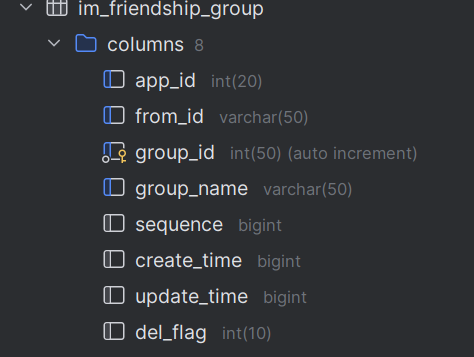 im_friendship_group
columns 8
app_id int(20)
from_id varchar(50)
group_id int(50) (auto increment)
group_name varchar(50)
sequence bigint
create_time bigint
update_time bigint
del_flag int(10)